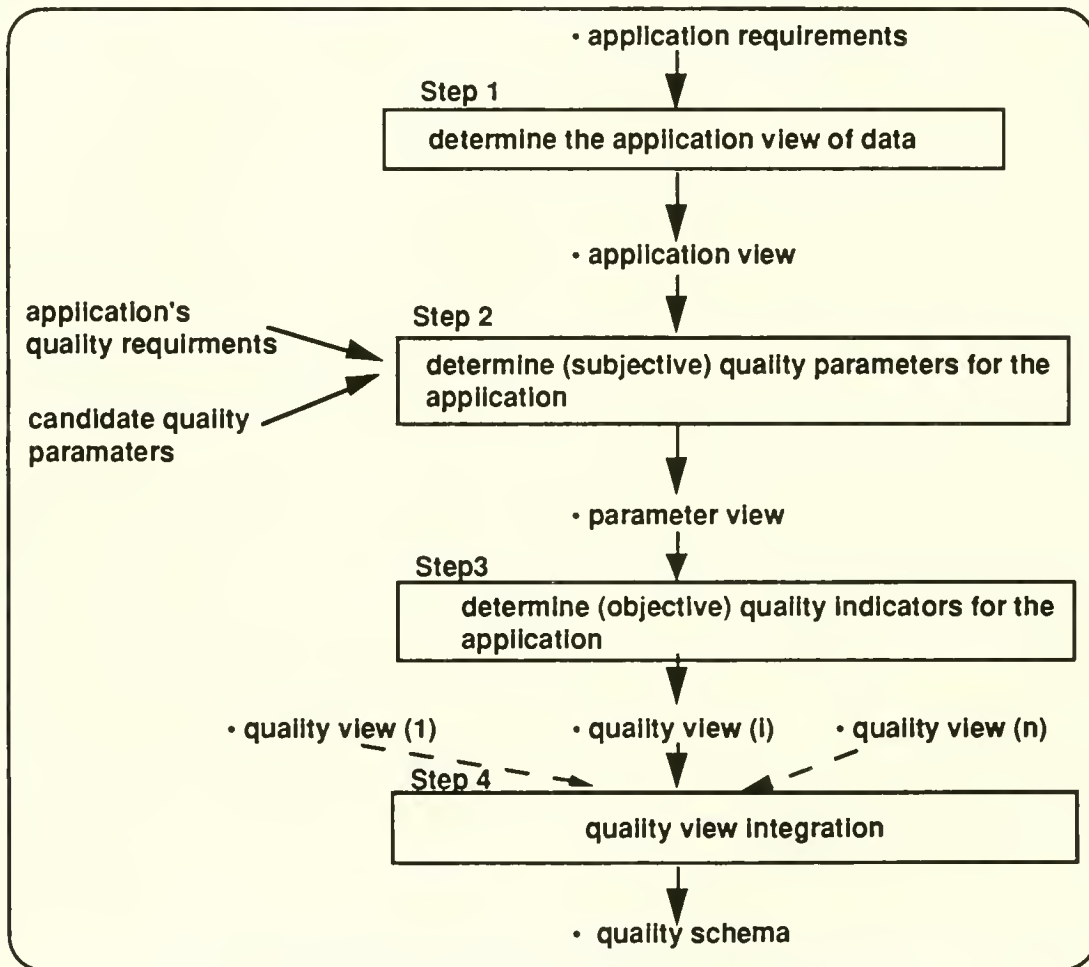 • application requirements
Step 1
determine the application view of data
• application view
application's
quality requirments
Step 2
determine (subjective) quality parameters for the
application
candidate quality
paramaters
• parameter view
Step3
determine (objective) quality indicators for the
application
• quality view (1)
• quality view (i)
• quality view (n)
Step 4
quality view integration
• quality schema